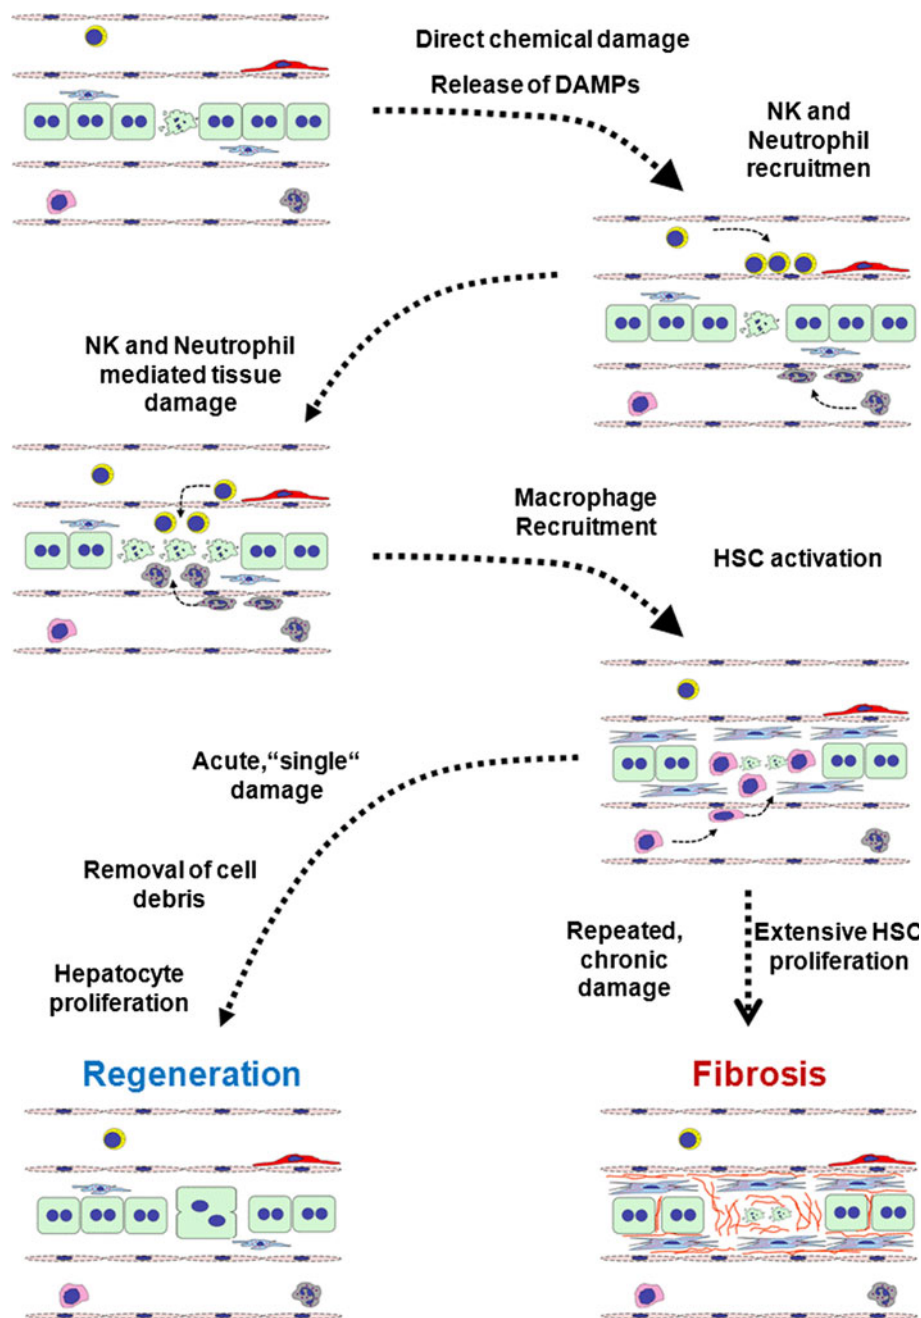 Direct chemical damage
Release of DAMPs
NK and
Neutrophil
recruitmen
NK and Neutrophil
mediated tissue
damage
Macrophage
Recruitment
HSC activation
Acute,“single“
damage
Removal of cell
debris
Hepatocyte
proliferation
Repeated,
chronic
damage
Extensive HSC
proliferation
Regeneration
Fibrosis